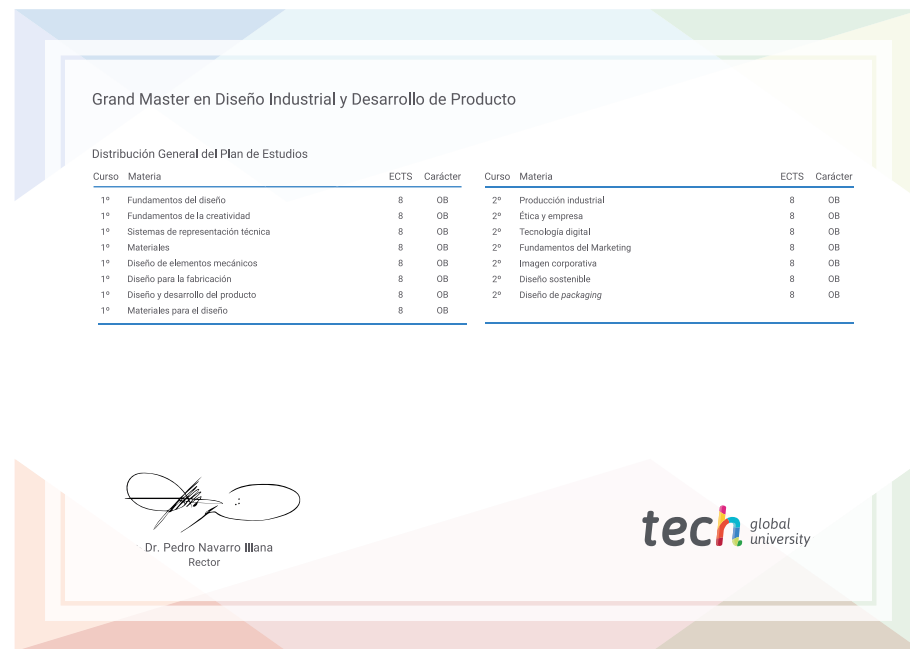 Grand Master en Diseño Industrial y Desarrollo de Producto
Distribución General del Plan de Estudios
Curso Materia ECTS Carácter
1º Fundamentos del diseño 8 OB
1º Fundamentos de la creatividad 8 OB
1º Sistemas de representación técnica 8 OB
1º Materiales 8 OB
1º Diseño de elementos mecánicos 8 OB
1º Diseño para la fabricación 8 OB
1º Diseño y desarrollo del producto 8 OB
1º Materiales para el diseño 8 OB
Curso Materia ECTS Carácter
2º Producción industrial 8 OB
2º Ética y empresa 8 OB
2º Tecnología digital 8 OB
2º Fundamentos del Marketing 8 OB
2º Imagen corporativa 8 OB
2º Diseño sostenible 8 OB
2º Diseño de packaging 8 OB
Dr. Pedro Navarro Illana
Rector
tech global
university